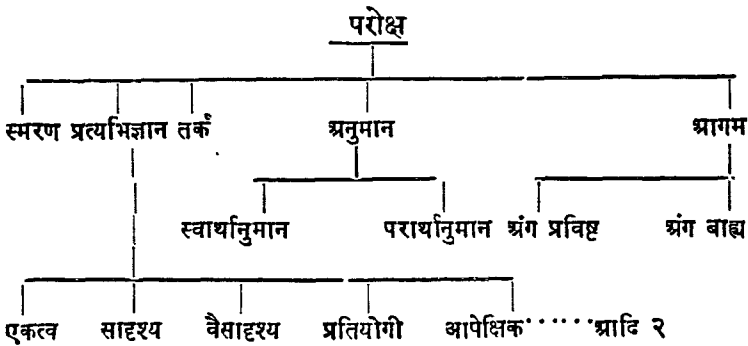 परोक्ष
स्मरण प्रत्यभिज्ञान तर्क अनुमान आगम
स्वार्थानुमान परार्थानुमान अंग प्रविष्ट अंग बाह्य
एकत्व सादृश्य वैसादृश्य प्रतियोगी आपेक्षिक······आदि २